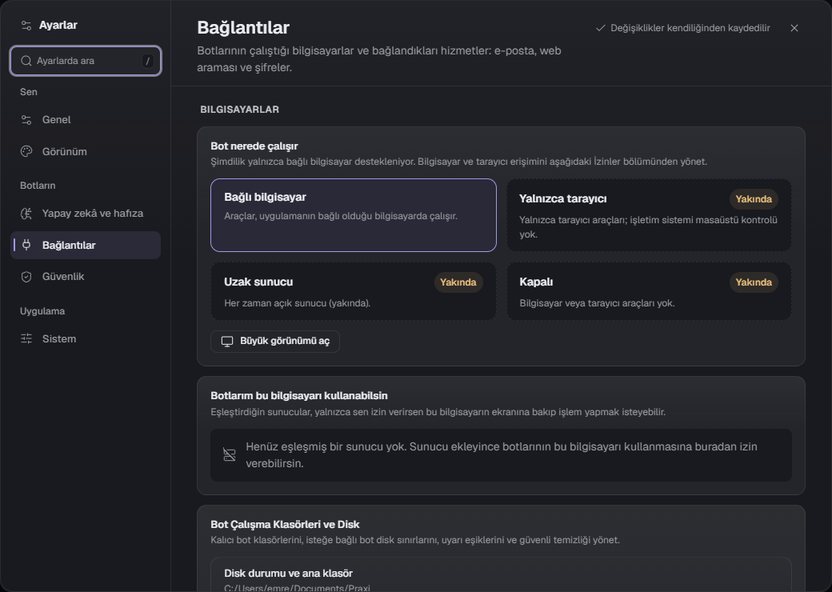 Ayarlar
Ayarlarda ara
/
Sen
Genel
Görünüm
Botların
Yapay zekâ ve hafıza
Bağlantılar
Güvenlik
Uygulama
Sistem
Bağlantılar
Değişiklikler kendiliğinden kaydedilir
Botlarının çalıştığı bilgisayarlar ve bağlandıkları hizmetler: e-posta, web
araması ve şifreler.
BILGISAYARLAR
Bot nerede çalışır
Şimdilik yalnızca bağlı bilgisayar destekleniyor. Bilgisayar ve tarayıcı erişimini aşağıdaki İzinler bölümünden yönet.
Bağlı bilgisayar
Araçlar, uygulamanın bağlı olduğu bilgisayarda çalışır.
Yalnızca tarayıcı
Yakında
Yalnızca tarayıcı araçları; işletim sistemi masaüstü kontrolü
yok.
Uzak sunucu
Yakında
Her zaman açık sunucu (yakında).
Kapalı
Yakında
Bilgisayar veya tarayıcı araçları yok.
Büyük görünümü aç
Botlarım bu bilgisayarı kullanabilsin
Eşleştirdiğin sunucular, yalnızca sen izin verirsen bu bilgisayarın ekranına bakıp işlem yapmak isteyebilir.
Henüz eşleşmiş bir sunucu yok. Sunucu ekleyince botlarının bu bilgisayarı kullanmasına buradan izin
verebilirsin.
Bot Çalışma Klasörleri ve Disk
Kalıcı bot klasörlerini, isteğe bağlı bot disk sınırlarını, uyarı eşiklerini ve güvenli temizliği yönet.
Disk durumu ve ana klasör
C:/Users/emre/Documents/Praxi